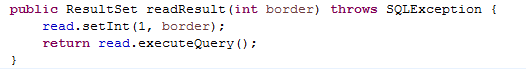 public ResultSet readResult(int border) throws SQLException {
    read.setInt(1, border);
    return read.executeQuery();
}